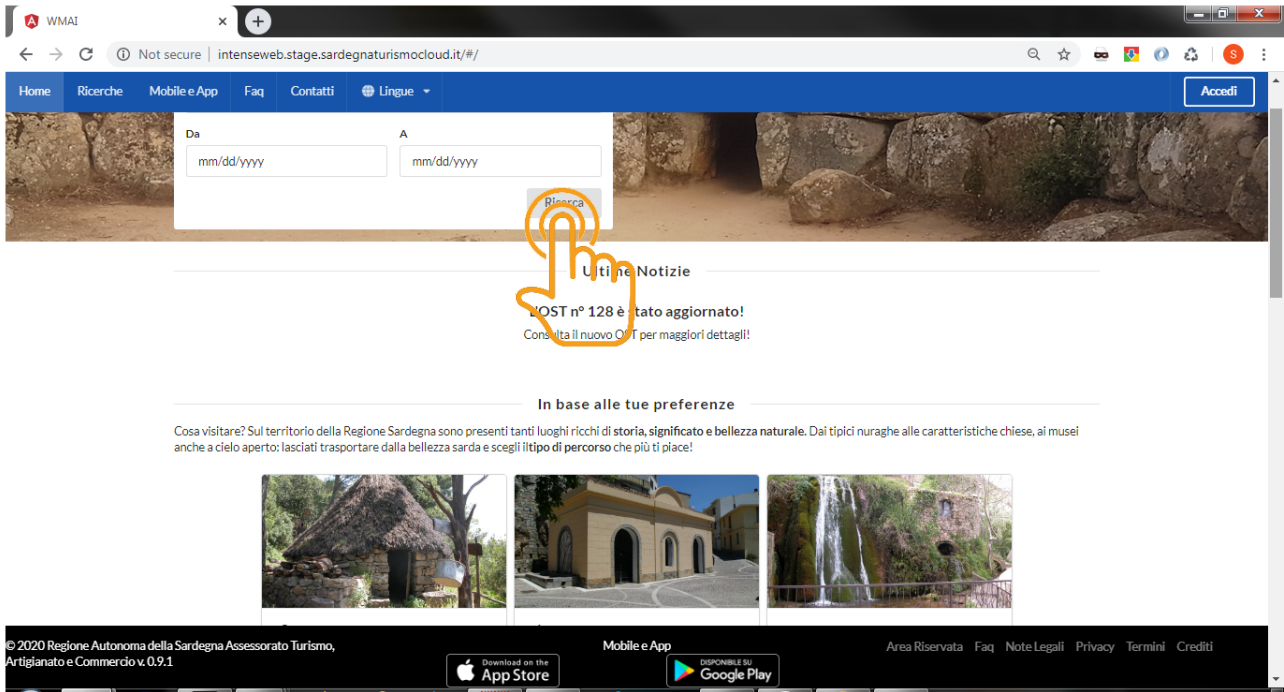 WMAI
Not secure | intenseweb.stage.sardegnaturismocloud.it/#/
S
Home Ricerche Mobile e App Faq Contatti Lingue Accedi
Da A
mm/dd/yyyy mm/dd/yyyy
Ricerca
Ultime Notizie
L'OST n° 128 è stato aggiornato!
Consulta il nuovo OST per maggiori dettagli!
In base alle tue preferenze
Cosa visitare? Sul territorio della Regione Sardegna sono presenti tanti luoghi ricchi di storia, significato e bellezza naturale. Dai tipici nuraghe alle caratteristiche chiese, ai musei
anche a cielo aperto: lasciati trasportare dalla bellezza sarda e scegli iltipo di percorso che più ti piace!
© 2020 Regione Autonoma della Sardegna Assessorato Turismo,
Artigianato e Commercio v. 0.9.1
Mobile e App
Download on the
App Store
DISPONIBILE SU
Google Play
Area Riservata Faq Note Legali Privacy Termini Crediti